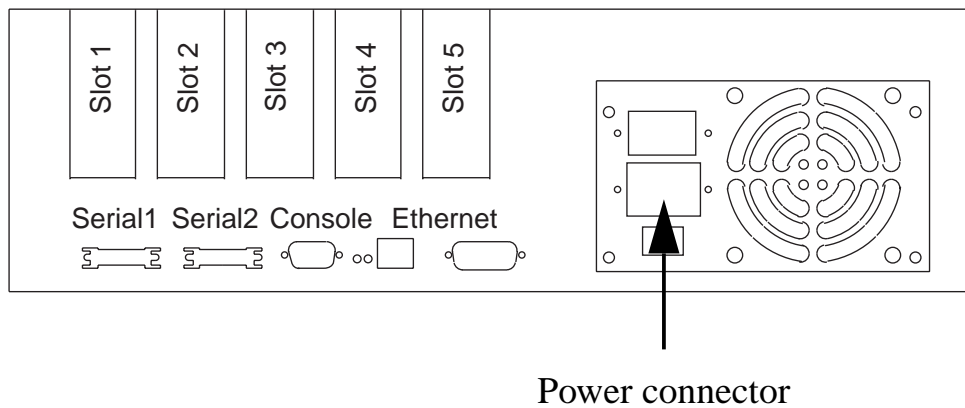 Slot 1
Slot 2
Slot 3
Slot 4
Slot 5
Serial1 Serial2 Console Ethernet
Power connector